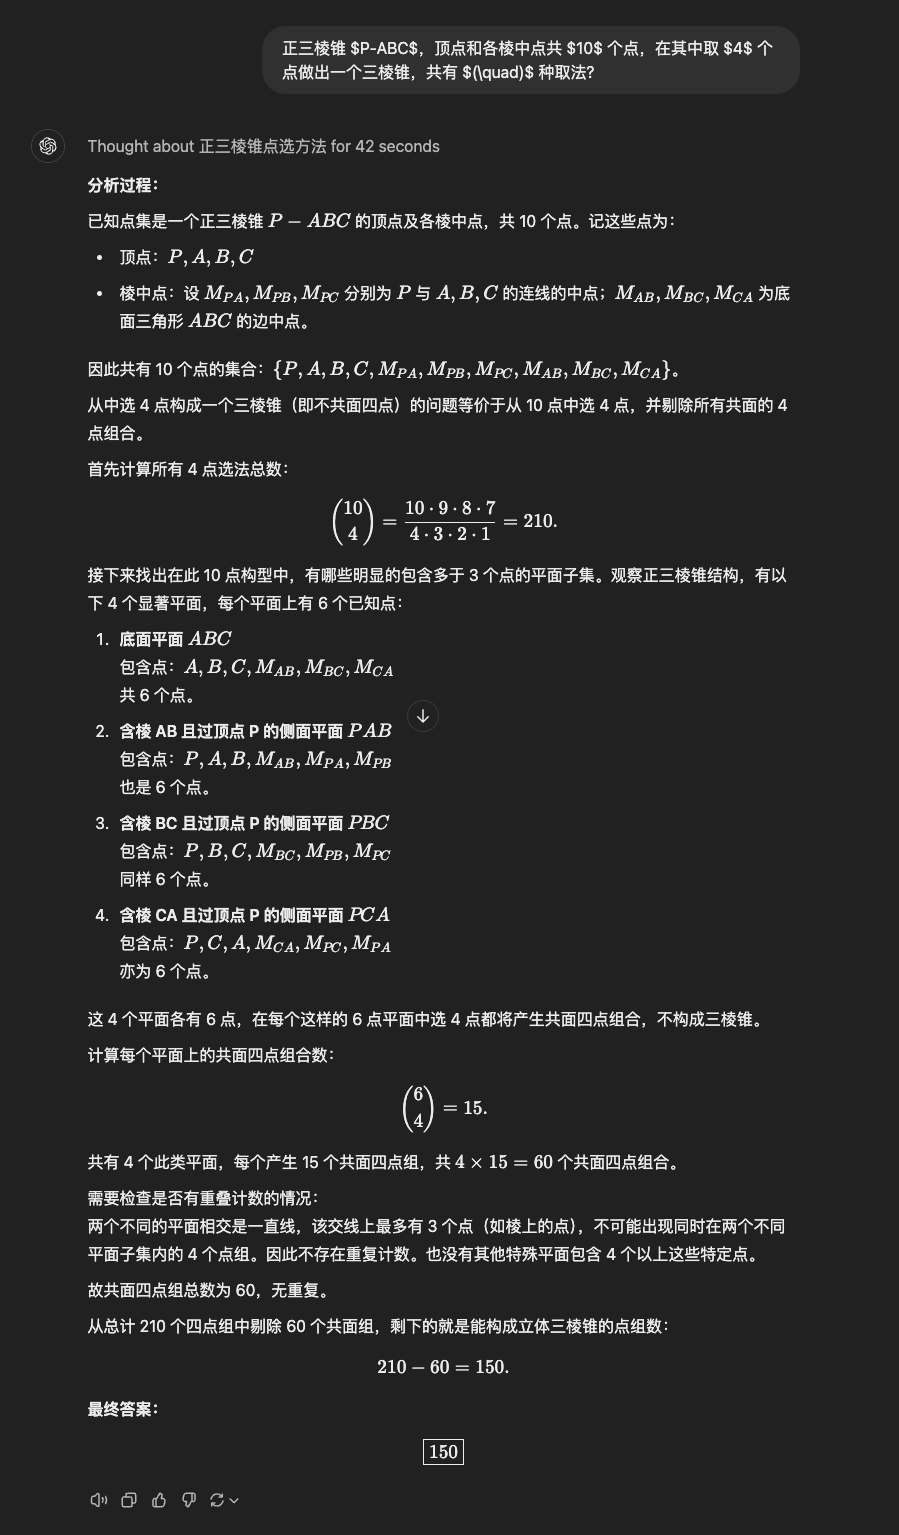 正三棱锥 $P-ABC$，顶点和各棱中点共 $10$ 个点，在其中取 $4$ 个
点做出一个三棱锥，共有 $(\quad)$ 种取法?
Thought about 正三棱锥点选方法 for 42 seconds
分析过程：
已知点集是一个正三棱锥 P − ABC 的顶点及各棱中点，共 10 个点。记这些点为：
• 顶点：P, A, B, C
• 棱中点：设 M_{PA}, M_{PB}, M_{PC} 分别为 P 与 A, B, C 的连线的中点；M_{AB}, M_{BC}, M_{CA} 为底
面三角形 ABC 的边中点。
因此共有 10 个点的集合：{P, A, B, C, M_{PA}, M_{PB}, M_{PC}, M_{AB}, M_{BC}, M_{CA}}。
从中选 4 点构成一个三棱锥（即不共面四点）的问题等价于从 10 点中选 4 点，并剔除所有共面的 4
点组合。
首先计算所有 4 点选法总数：
\binom{10}{4} = \frac{10 · 9 · 8 · 7}{4 · 3 · 2 · 1} = 210.
接下来找出在此 10 点构型中，有哪些明显的包含多于 3 个点的平面子集。观察正三棱锥结构，有以
下 4 个显著平面，每个平面上有 6 个已知点：
1. 底面平面 ABC
包含点：A, B, C, M_{AB}, M_{BC}, M_{CA}
共 6 个点。
2. 含棱 AB 且过顶点 P 的侧面平面 PAB
包含点：P, A, B, M_{AB}, M_{PA}, M_{PB}
也是 6 个点。
3. 含棱 BC 且过顶点 P 的侧面平面 PBC
包含点：P, B, C, M_{BC}, M_{PB}, M_{PC}
同样 6 个点。
4. 含棱 CA 且过顶点 P 的侧面平面 PCA
包含点：P, C, A, M_{CA}, M_{PC}, M_{PA}
亦为 6 个点。
这 4 个平面各有 6 点，在每个这样的 6 点平面中选 4 点都将产生共面四点组合，不构成三棱锥。
计算每个平面上的共面四点组合数：
\binom{6}{4} = 15.
共有 4 个此类平面，每个产生 15 个共面四点组，共 4 × 15 = 60 个共面四点组合。
需要检查是否有重叠计数的情况：
两个不同的平面相交是一直线，该交线上最多有 3 个点（如棱上的点），不可能出现同时在两个不同
平面子集内的 4 个点组。因此不存在重复计数。也没有其他特殊平面包含 4 个以上这些特定点。
故共面四点组总数为 60，无重复。
从总计 210 个四点组中剔除 60 个共面组，剩下的就是能构成立体三棱锥的点组数：
210 − 60 = 150.
最终答案：
150